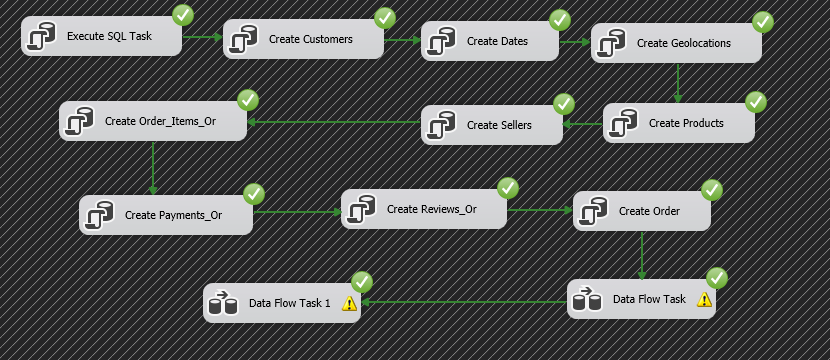 Execute SQL Task
Create Customers
Create Dates
Create Geolocations
Create Products
Create Sellers
Create Order_Items_Or
Create Payments_Or
Create Reviews_Or
Create Order
Data Flow Task
Data Flow Task 1